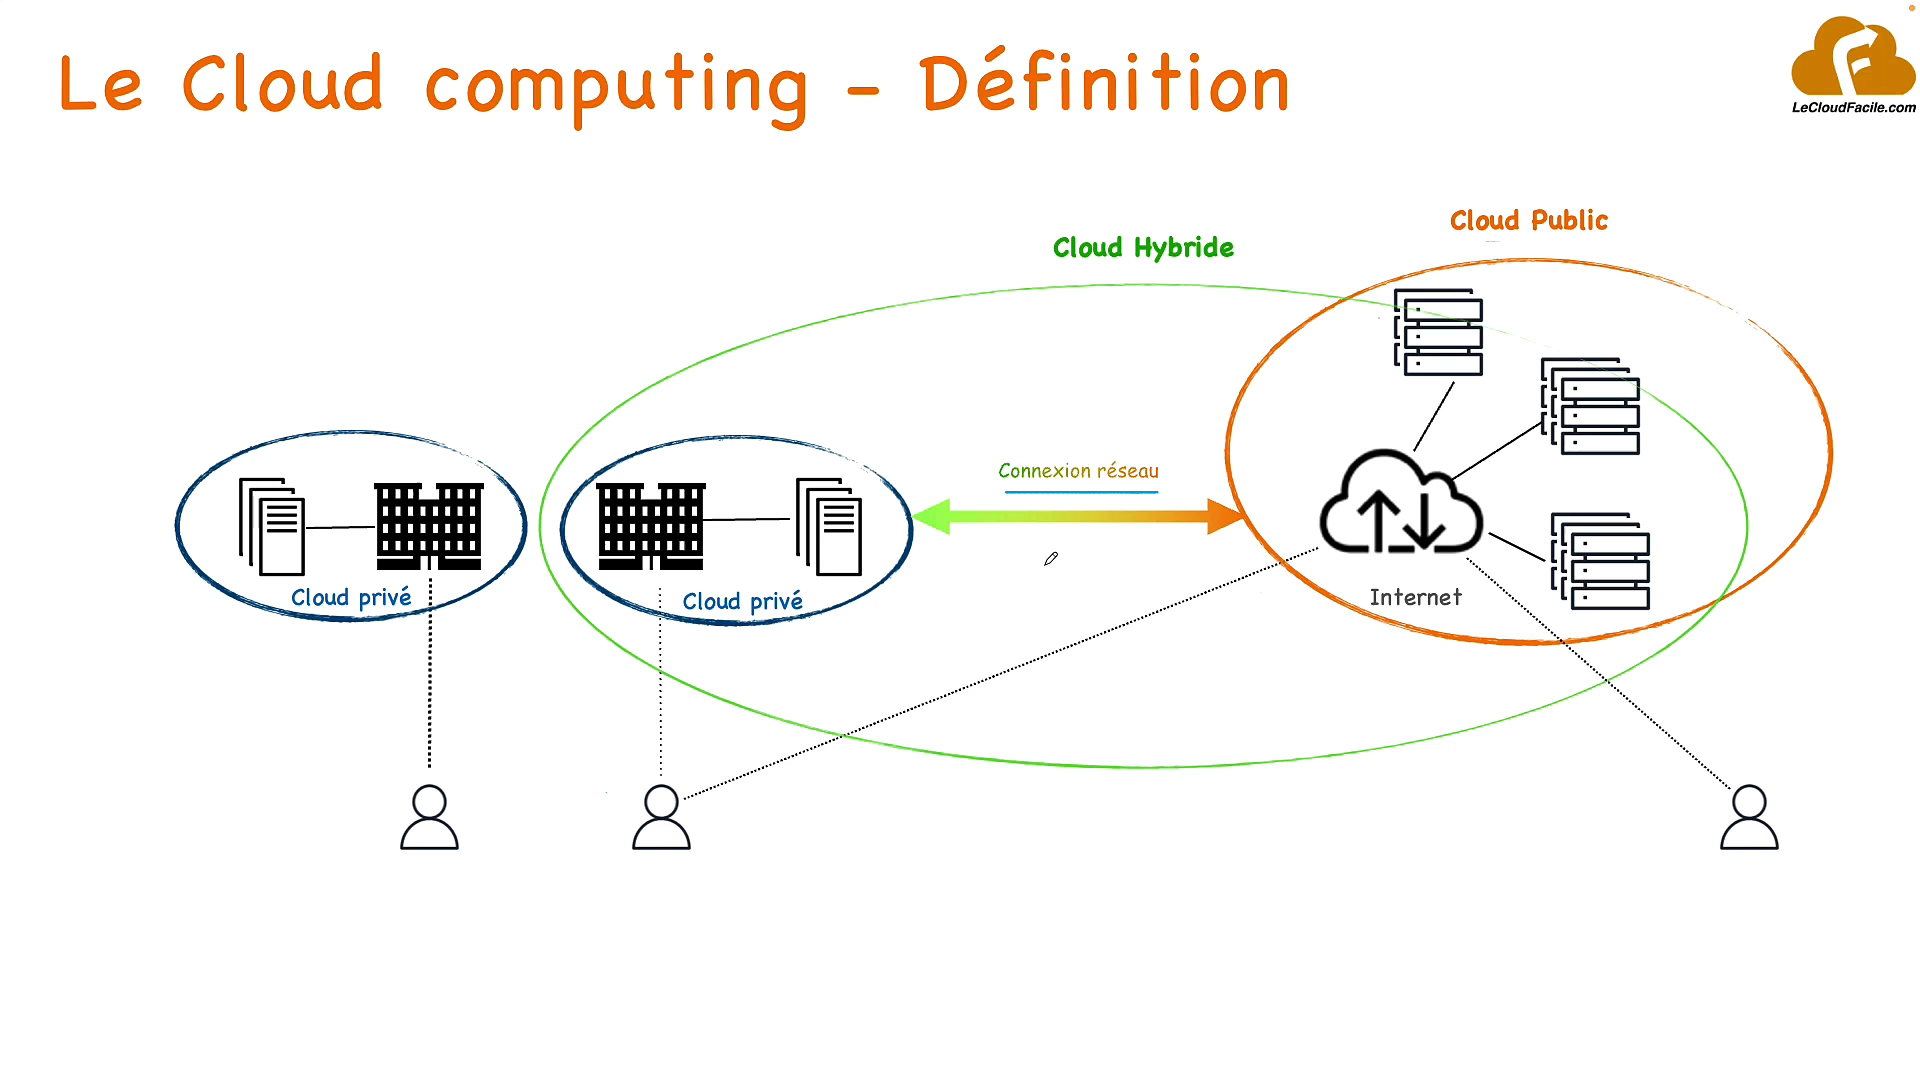 Le Cloud computing - Définition
LeCloudFacile.com
Cloud Public
Cloud Hybride
Connexion réseau
Cloud privé
Cloud privé
Internet